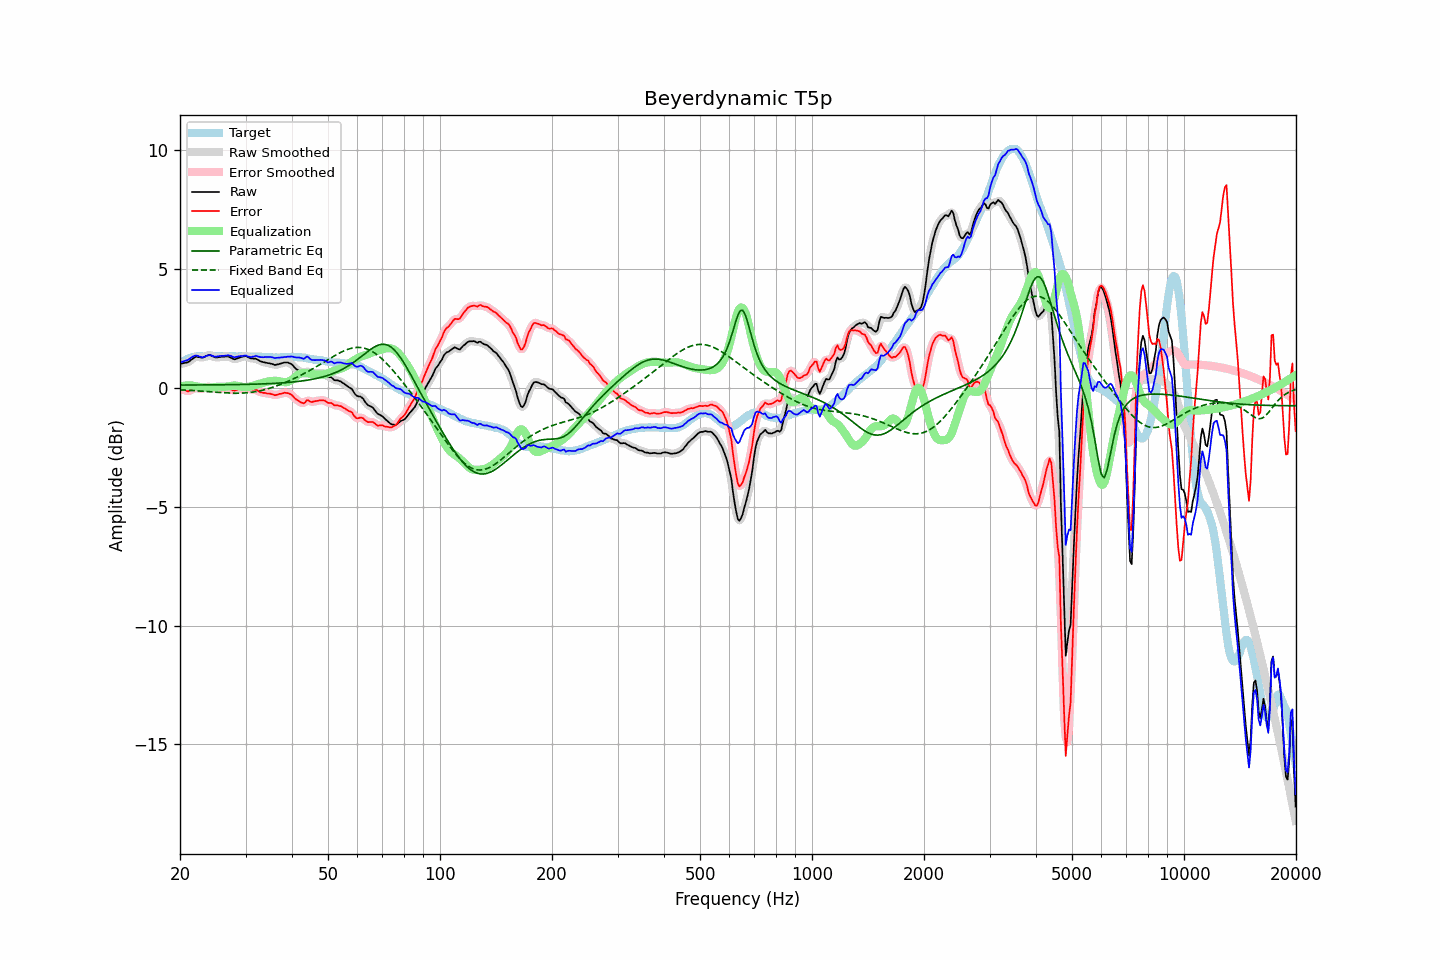 Beyerdynamic T5p
Target
Raw Smoothed
Error Smoothed
Raw
Error
Equalization
Parametric Eq
Fixed Band Eq
Equalized
Amplitude (dBr)
10
5
0
−5
−10
−15
20 50 100 200 500 1000 2000 5000 10000 20000
Frequency (Hz)